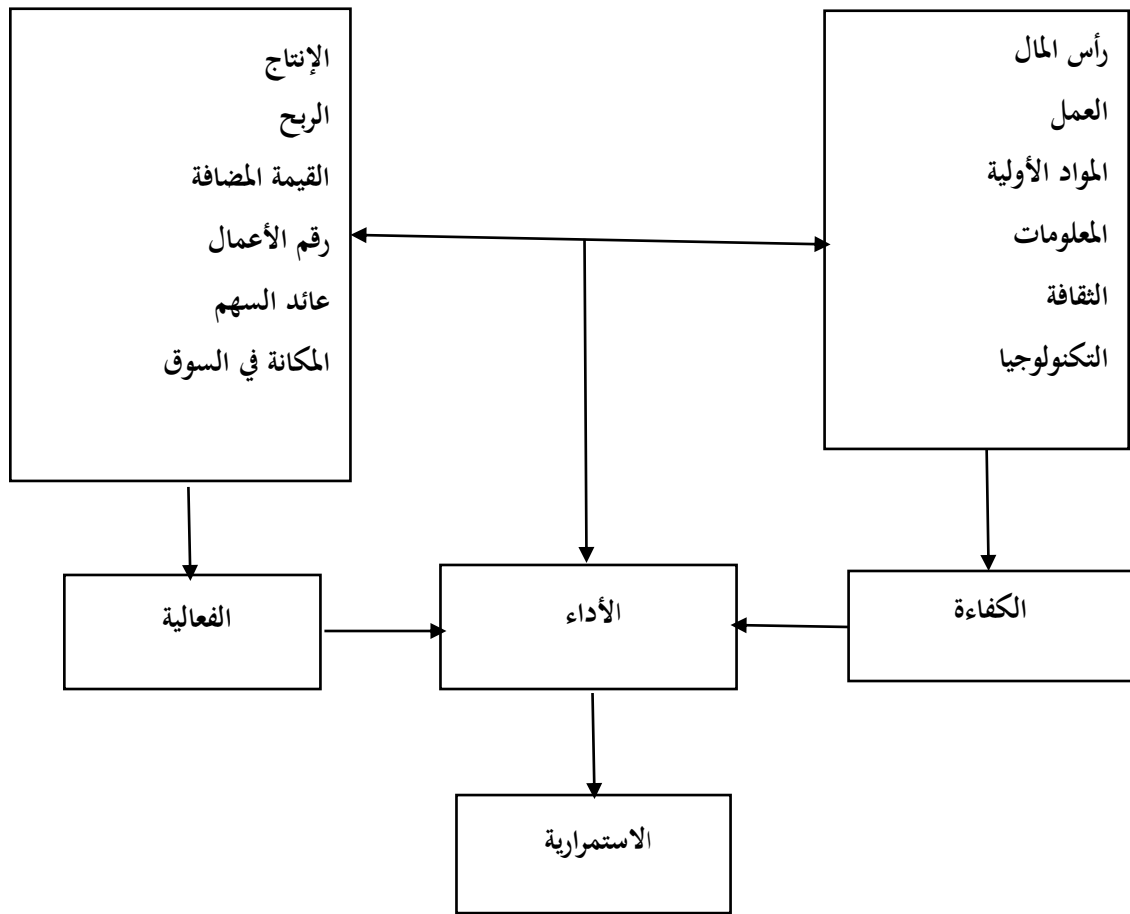 رأس المال
العمل
المواد الأولية
المعلومات
الثقافة
التكنولوجيا
الإنتاج
الربح
القيمة المضافة
رقم الأعمال
عائد السهم
المكانة في السوق
الكفاءة
الأداء
الفعالية
الاستمرارية